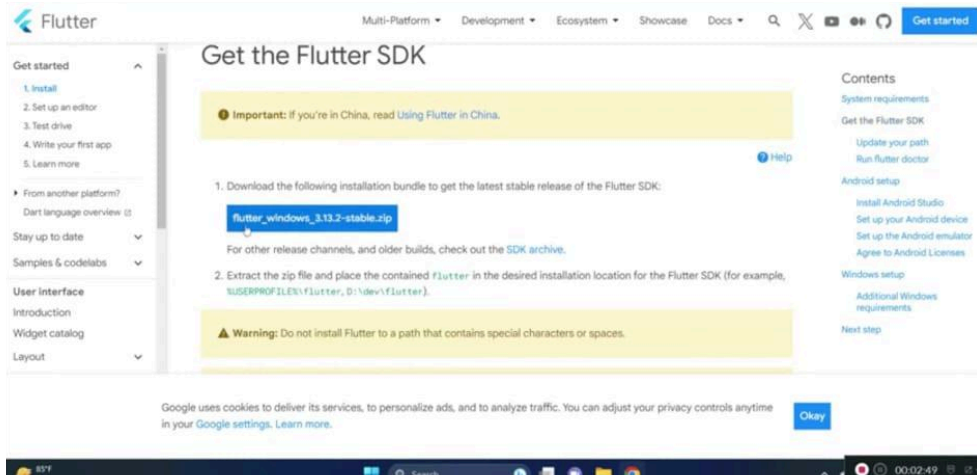 Flutter
Multi-Platform Development Ecosystem Showcase Docs Get started
Get started
1. Install
2. Set up an editor
3. Test drive
4. Write your first app
5. Learn more
From another platform?
Dart language overview
Stay up to date
Samples & codelabs
User interface
Introduction
Widget catalog
Layout
Get the Flutter SDK
Important: If you're in China, read Using Flutter in China.
Help
1. Download the following installation bundle to get the latest stable release of the Flutter SDK:
flutter_windows_3.13.2-stable.zip
For other release channels, and older builds, check out the SDK archive.
2. Extract the zip file and place the contained flutter in the desired installation location for the Flutter SDK (for example,
%USERPROFILE%\flutter, D:\dev\flutter).
Warning: Do not install Flutter to a path that contains special characters or spaces.
Contents
System requirements
Get the Flutter SDK
Update your path
Run flutter doctor
Android setup
Install Android Studio
Set up your Android device
Set up the Android emulator
Agree to Android Licenses
Windows setup
Additional Windows
requirements
Next step
Google uses cookies to deliver its services, to personalize ads, and to analyze traffic. You can adjust your privacy controls anytime
in your Google settings. Learn more.
Okay
85°F
Search
00:02:49